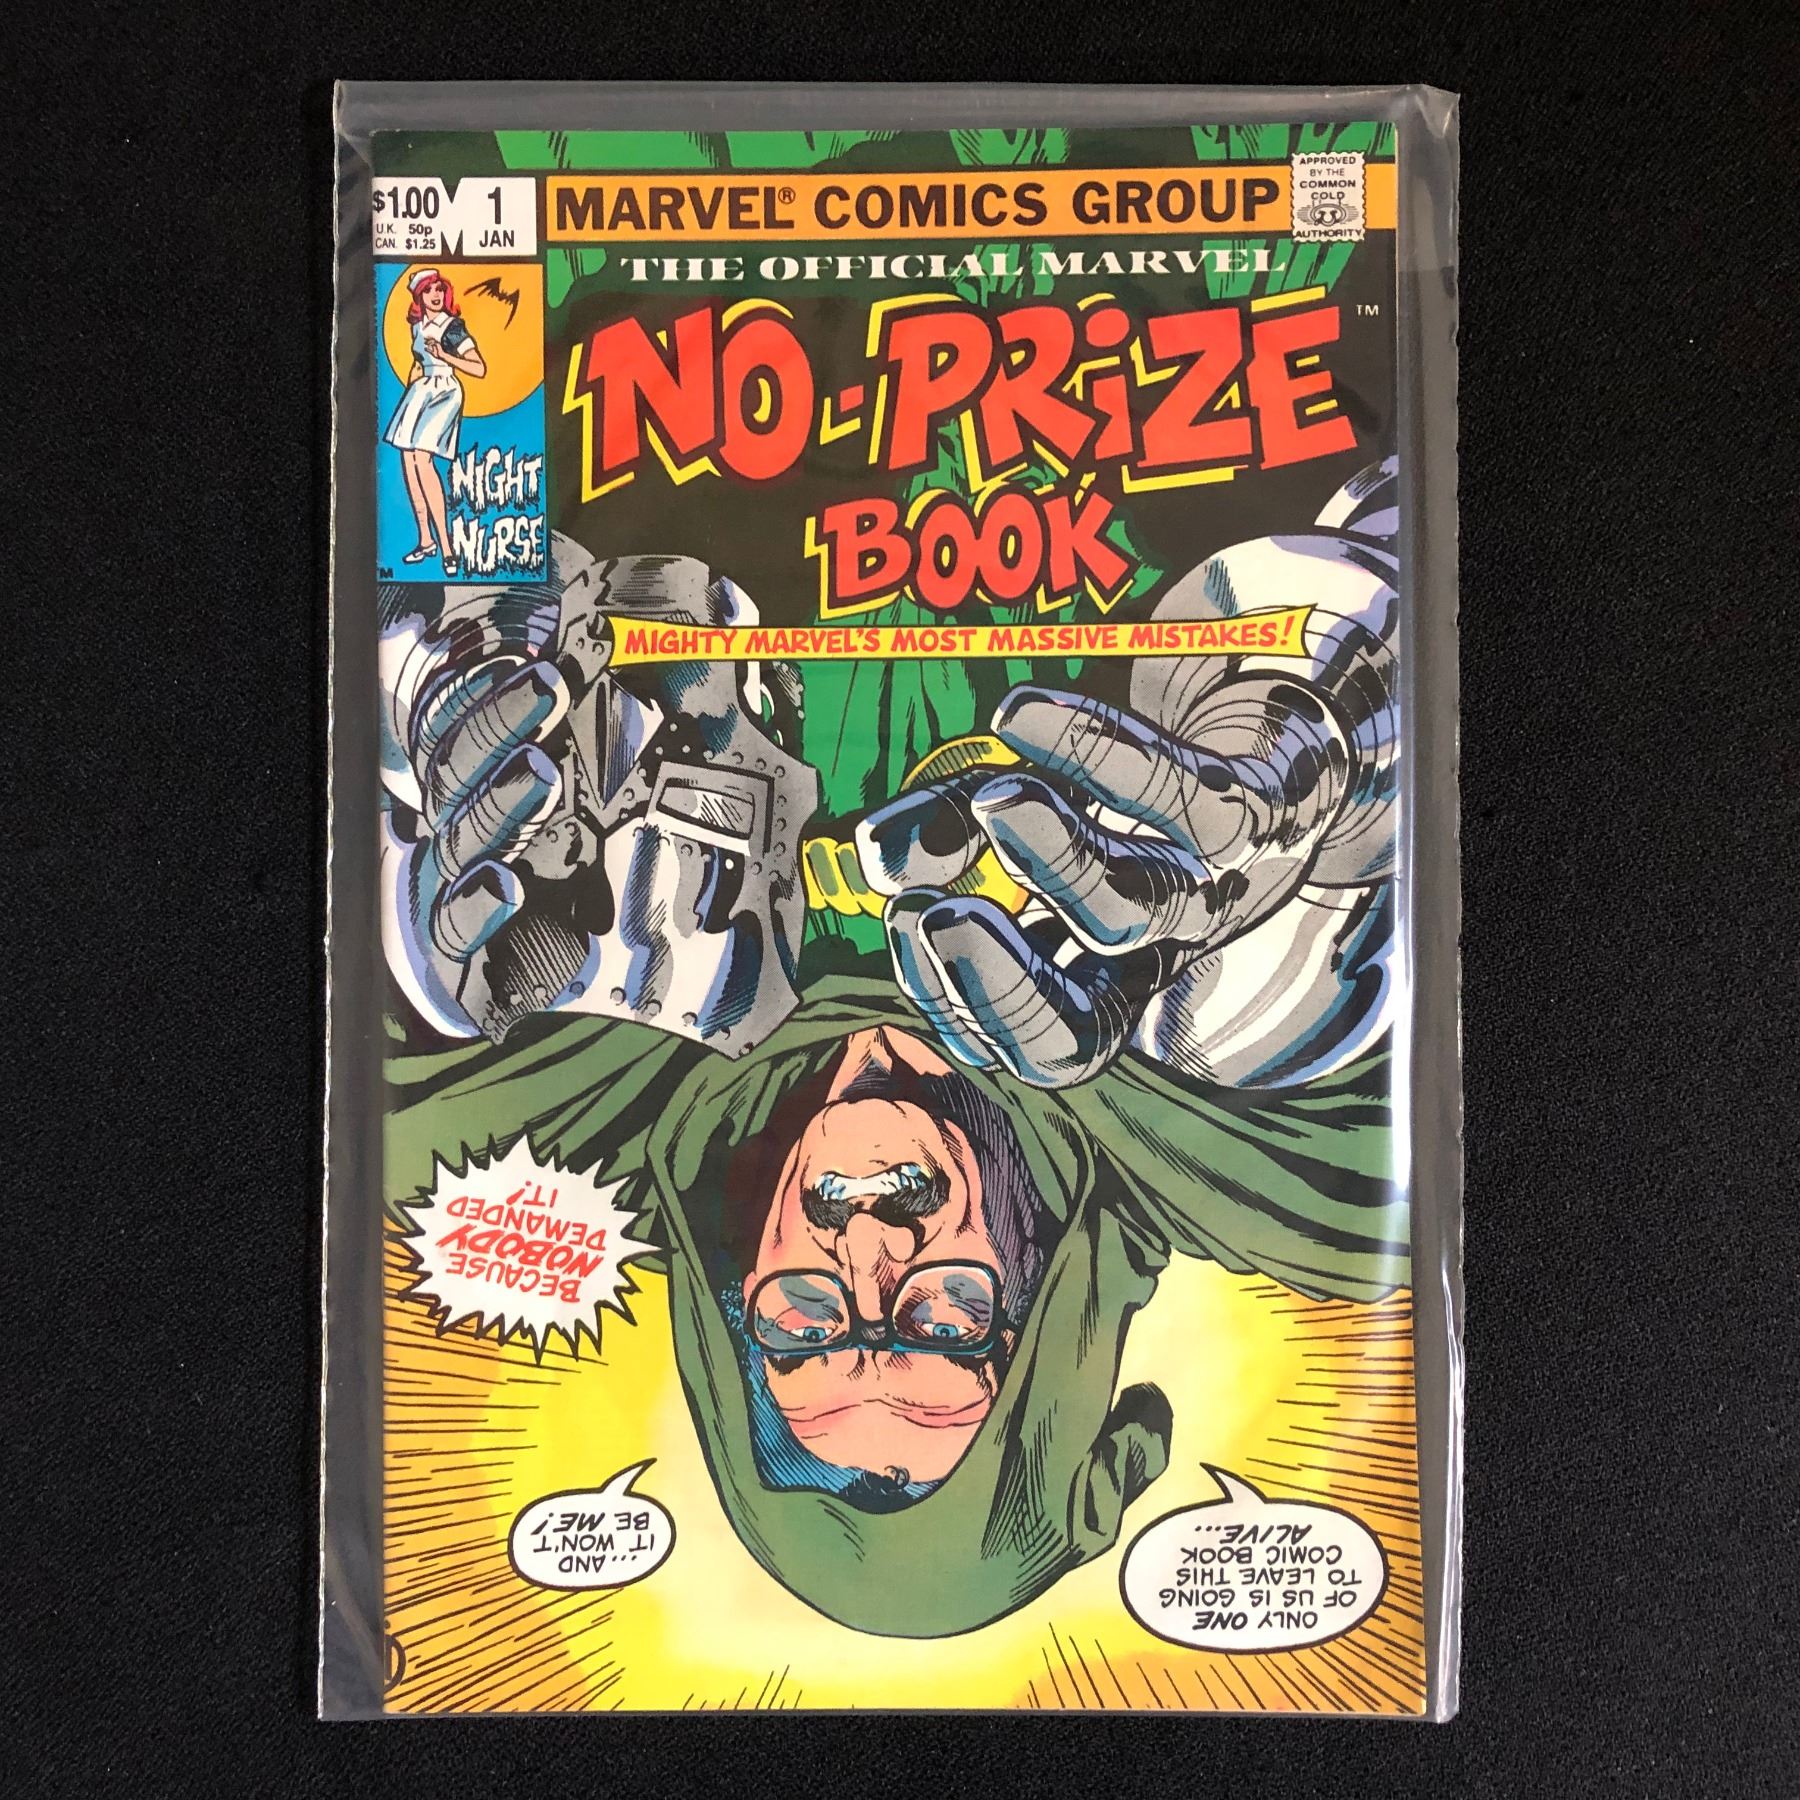 $1.00
U.K. 50p
CAN. $1.25
1
JAN
MARVEL® COMICS GROUP
APPROVED
BY THE
COMMON
COLD
AUTHORITY
THE OFFICIAL MARVEL
NO-PRiZE
BOOK
TM
MIGHTY MARVEL'S MOST MASSIVE MISTAKES!
NIGHT
NURSE
BECAUSE
NOBODY
DEMANDED
IT!
ONLY ONE
OF US IS GOING
TO LEAVE THIS
COMIC BOOK
ALIVE...
...AND
IT WON'T
BE ME!